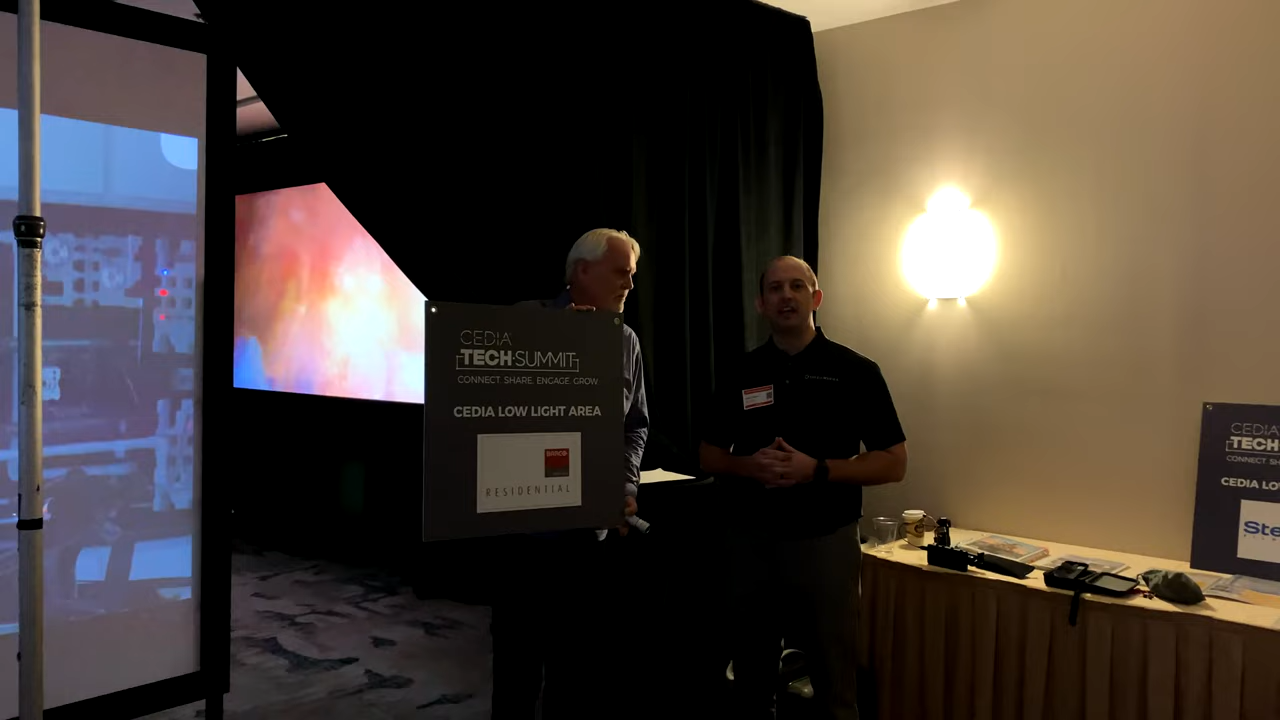 CEDIA
TECH SUMMIT
CONNECT. SHARE. ENGAGE. GROW
CEDIA LOW LIGHT AREA
BARCO
RESIDENTIAL
CEDIA
TECH
CONNECT. SH
CEDIA LO
Ste